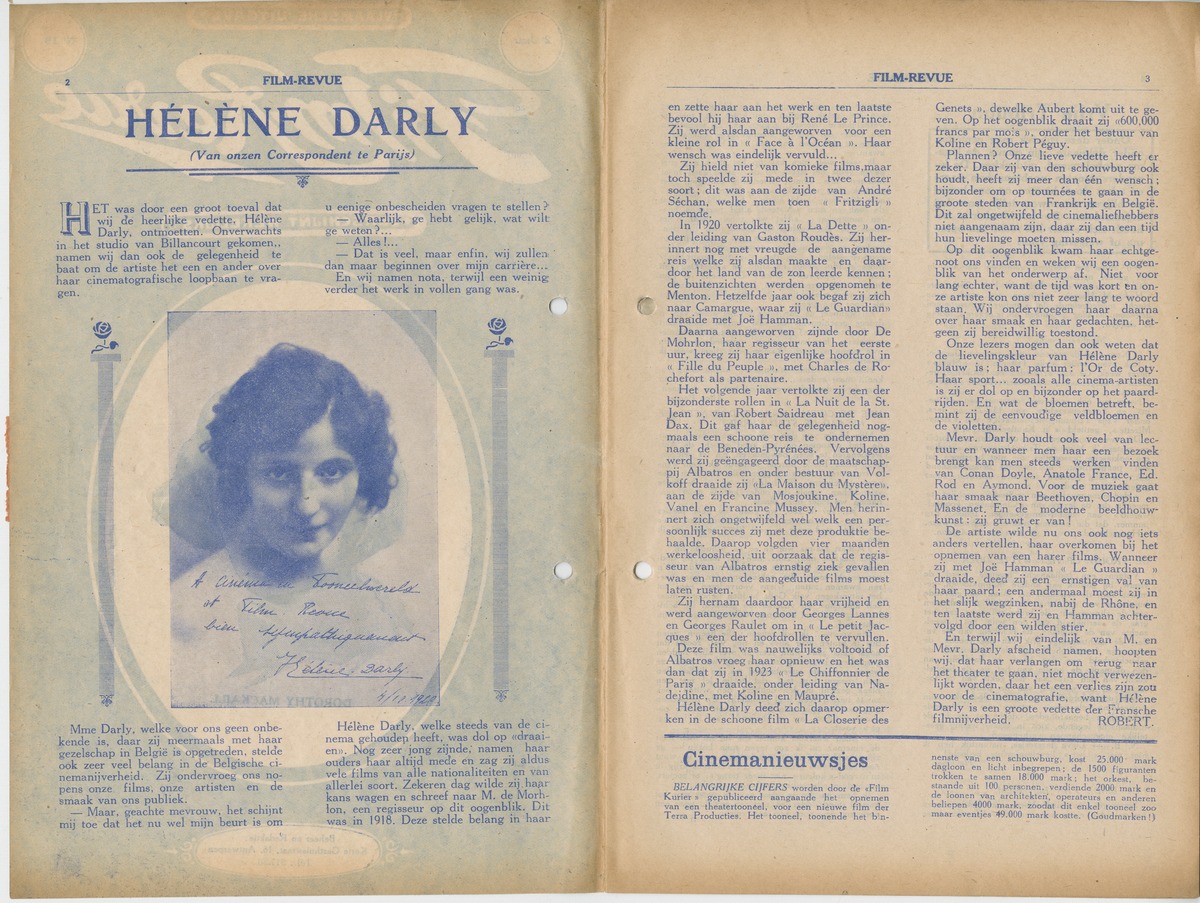 2
FILM-REVUE
HÉLÈNE DARLY
(Van onzen Correspondent te Parijs)
HET was door een groot toeval dat
wij de heerlijke vedette, Hélène
Darly, ontmoetten. Onverwachts
in het studio van Billancourt gekomen,,
namen wij dan ook de gelegenheid te
baat om de artiste het een en ander over
haar cinematografische loopbaan te vra-
gen.
u eenige onbescheiden vragen te stellen?
— Waarlijk, ge hebt gelijk, wat wilt
ge weten?...
— Alles!...
— Dat is veel, maar enfin, wij zullen
dan maar beginnen over mijn carrière...
En wij namen nota, terwijl een weinig
verder het werk in vollen gang was.
A Cinéma en Tooneelwereld
et Film Revue
bien sympathiquement
Hélène Darly
Mme Darly, welke voor ons geen onbe-
kende is, daar zij meermaals met haar
gezelschap in België is opgetreden, stelde
ook zeer veel belang in de Belgische ci-
nemanijverheid. Zij ondervroeg ons no-
pens onze films, onze artisten en de
smaak van ons publiek.
— Maar, geachte mevrouw, het schijnt
mij toe dat het nu wel mijn beurt is om
Hélène Darly, welke steeds van de ci-
nema gehouden heeft, was dol op «draai-
en». Nog zeer jong zijnde, namen haar
ouders haar altijd mede en zag zij aldus
vele films van alle nationaliteiten en van
allerlei soort. Zekeren dag wilde zij haar
kans wagen en schreef naar M. de Morh-
lon, een regisseur op dit oogenblik. Dit
was in 1918. Deze stelde belang in haar
FILM-REVUE
3
en zette haar aan het werk en ten laatste
bevool hij haar aan bij René Le Prince.
Zij werd alsdan aangeworven voor een
kleine rol in « Face à l'Océan ». Haar
wensch was eindelijk vervuld...
Zij hield niet van komieke films,maar
toch speelde zij mede in twee dezer
soort; dit was aan de zijde van André
Séchan, welke men toen « Fritzigli »
noemde.
In 1920 vertolkte zij « La Dette » on-
der leiding van Gaston Roudès. Zij her-
innert nog met vreugde de aangename
reis welke zij alsdan maakte en daar-
door het land van de zon leerde kennen;
de buitenzichten werden opgenomen te
Menton. Hetzelfde jaar ook begaf zij zich
naar Camargue, waar zij « Le Guardian»
draaide met Joë Hamman.
Daarna aangeworven zijnde door De
Mohrlon, haar regisseur van het eerste
uur, kreeg zij haar eigenlijke hoofdrol in
« Fille du Peuple », met Charles de Ro-
chefort als partenaire.
Het volgende jaar vertolkte zij een der
bijzonderste rollen in « La Nuit de la St.
Jean », van Robert Saidreau met Jean
Dax. Dit gaf haar de gelegenheid nog-
maals een schoone reis te ondernemen
naar de Beneden-Pyrénées. Vervolgens
werd zij geëngageerd door de maatschap-
pij Albatros en onder bestuur van Vol-
koff draaide zij «La Maison du Mystère»,
aan de zijde van Mosjoukine, Koline,
Vanel en Francine Mussey. Men herin-
nert zich ongetwijfeld wel welk een per-
soonlijk succes zij met deze produktie be-
haalde. Daarop volgden vier maanden
werkeloosheid, uit oorzaak dat de regis-
seur van Albatros ernstig ziek gevallen
was en men de aangeduide films moest
laten rusten.
Zij hernam daardoor haar vrijheid en
werd aangeworven door Georges Lannes
en Georges Raulet om in « Le petit Jac-
ques » een der hoofdrollen te vervullen.
Deze film was nauwelijks voltooid of
Albatros vroeg haar opnieuw en het was
dan dat zij in 1923 « Le Chiffonnier de
Paris » draaide, onder leiding van Na-
dejdine, met Koline en Maupré.
Hélène Darly deed zich daarop opmer-
ken in de schoone film « La Closerie des
Genets », dewelke Aubert komt uit te ge-
ven. Op het oogenblik draait zij «600,000
francs par mois », onder het bestuur van
Koline en Robert Péguy.
Plannen? Onze lieve vedette heeft er
zeker. Daar zij van den schouwburg ook
houdt, heeft zij meer dan één wensch;
bijzonder om op tournées te gaan in de
groote steden van Frankrijk en België.
Dit zal ongetwijfeld de cinemaliefhebbers
niet aangenaam zijn, daar zij dan een tijd
hun lievelinge moeten missen.
Op dit oogenblik kwam haar echtge-
noot ons vinden en weken wij een oogen-
blik van het onderwerp af. Niet voor
lang echter, want de tijd was kort en on-
ze artiste kon ons niet zeer lang te woord
staan. Wij ondervroegen haar daarna
over haar smaak en haar gedachten, het-
geen zij bereidwillig toestond.
Onze lezers mogen dan ook weten dat
de lievelingskleur van Hélène Darly
blauw is; haar parfum: l'Or de Coty.
Haar sport... zooals alle cinema-artisten
is zij er dol op en bijzonder op het paard-
rijden. En wat de bloemen betreft, be-
mint zij de eenvoudige veldbloemen en
de violetten.
Mevr. Darly houdt ook veel van lec-
tuur en wanneer men haar een bezoek
brengt kan men steeds werken vinden
van Conan Doyle, Anatole France, Ed.
Rod en Aymond. Voor de muziek gaat
haar smaak naar Beethoven, Chopin en
Massenet. En de moderne beeldhouw-
kunst: zij gruwt er van!
De artiste wilde nu ons ook nog iets
anders vertellen, haar overkomen bij het
opnemen van een harer films. Wanneer
zij met Joë Hamman « Le Guardian »
draaide, deed zij een ernstigen val van
haar paard; een andermaal moest zij in
het slijk wegzinken, nabij de Rhône, en
ten laatste werd zij en Hamman achter-
volgd door een wilden stier.
En terwijl wij eindelijk van M. en
Mevr. Darly afscheid namen, hoopten
wij, dat haar verlangen om terug naar
het theater te gaan, niet mocht verwezen-
lijkt worden, daar het een verlies zijn zou
voor de cinematografie, want Hélène
Darly is een groote vedette der Fransche
filmnijverheid. ROBERT.
Cinemanieuwsjes
BELANGRIJKE CIJFERS worden door de «Film
Kurier» gepubliceerd aangaande het opnemen
van een theatertooneel, voor een nieuwe film der
Terra Producties. Het tooneel, toonende het bin-
nenste van een schouwburg, kost 25.000 mark
dagloon en licht inbegrepen; de 1500 figuranten
trokken te samen 18.000 mark; het orkest, be-
staande uit 100 personen, verdiende 2000 mark en
de loonen van architekten, operateurs en anderen
beliepen 4000 mark, zoodat dit enkel tooneel zoo
maar eventjes 49.000 mark kostte. (Goudmarken!)